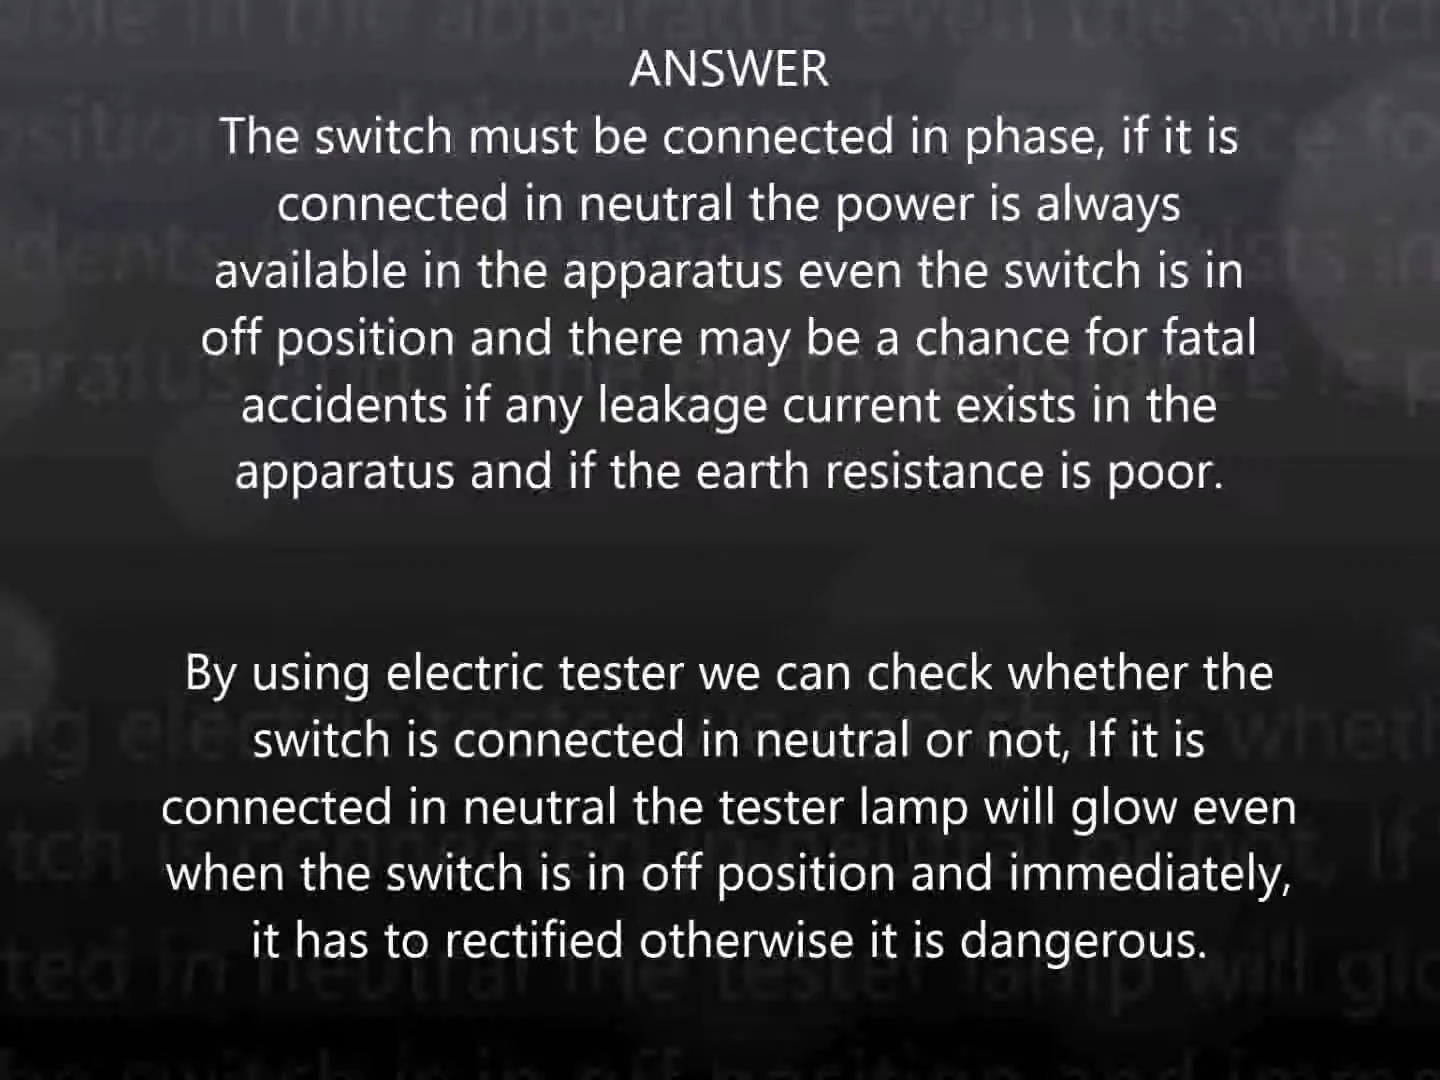 ANSWER
The switch must be connected in phase, if it is
connected in neutral the power is always
available in the apparatus even the switch is in
off position and there may be a chance for fatal
accidents if any leakage current exists in the
apparatus and if the earth resistance is poor.
By using electric tester we can check whether the
switch is connected in neutral or not, If it is
connected in neutral the tester lamp will glow even
when the switch is in off position and immediately,
it has to rectified otherwise it is dangerous.